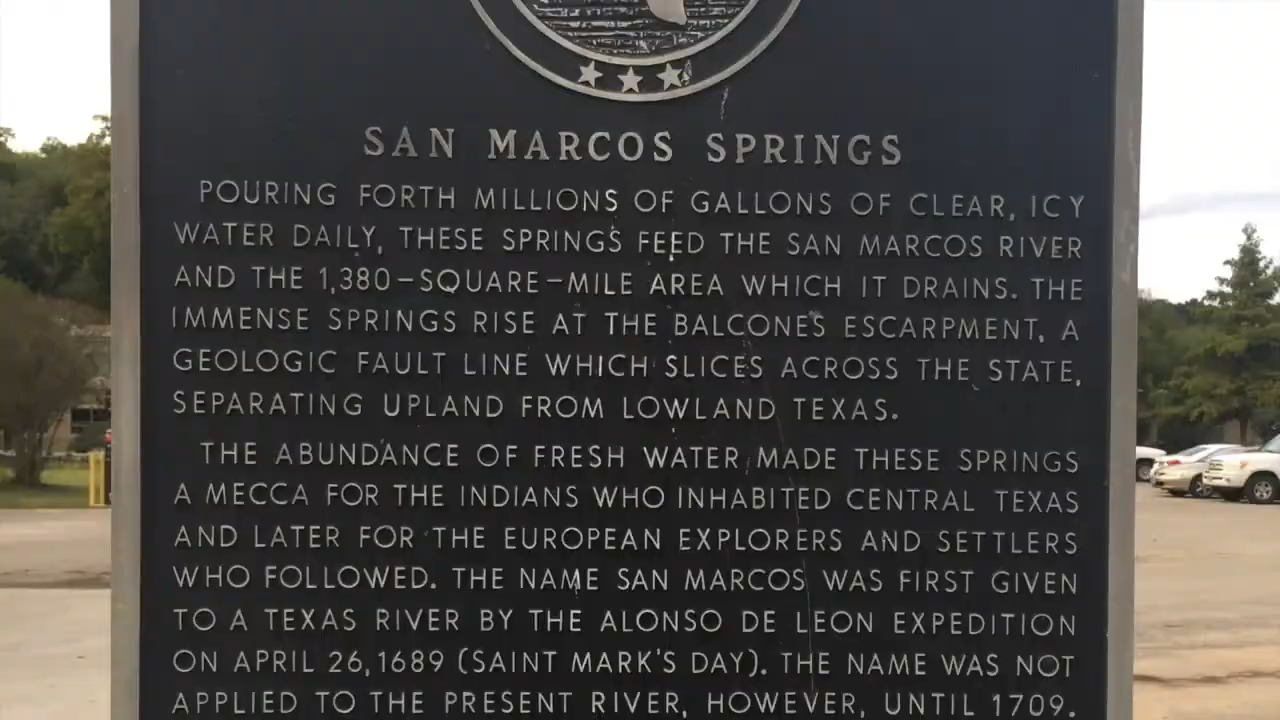 SAN MARCOS SPRINGS
POURING FORTH MILLIONS OF GALLONS OF CLEAR, ICY
WATER DAILY, THESE SPRINGS FEED THE SAN MARCOS RIVER
AND THE 1,380-SQUARE-MILE AREA WHICH IT DRAINS. THE
IMMENSE SPRINGS RISE AT THE BALCONES ESCARPMENT, A
GEOLOGIC FAULT LINE WHICH SLICES ACROSS THE STATE,
SEPARATING UPLAND FROM LOWLAND TEXAS.
THE ABUNDANCE OF FRESH WATER MADE THESE SPRINGS
A MECCA FOR THE INDIANS WHO INHABITED CENTRAL TEXAS
AND LATER FOR THE EUROPEAN EXPLORERS AND SETTLERS
WHO FOLLOWED. THE NAME SAN MARCOS WAS FIRST GIVEN
TO A TEXAS RIVER BY THE ALONSO DE LEON EXPEDITION
ON APRIL 26, 1689 (SAINT MARK'S DAY). THE NAME WAS NOT
APPLIED TO THE PRESENT RIVER, HOWEVER, UNTIL 1709.